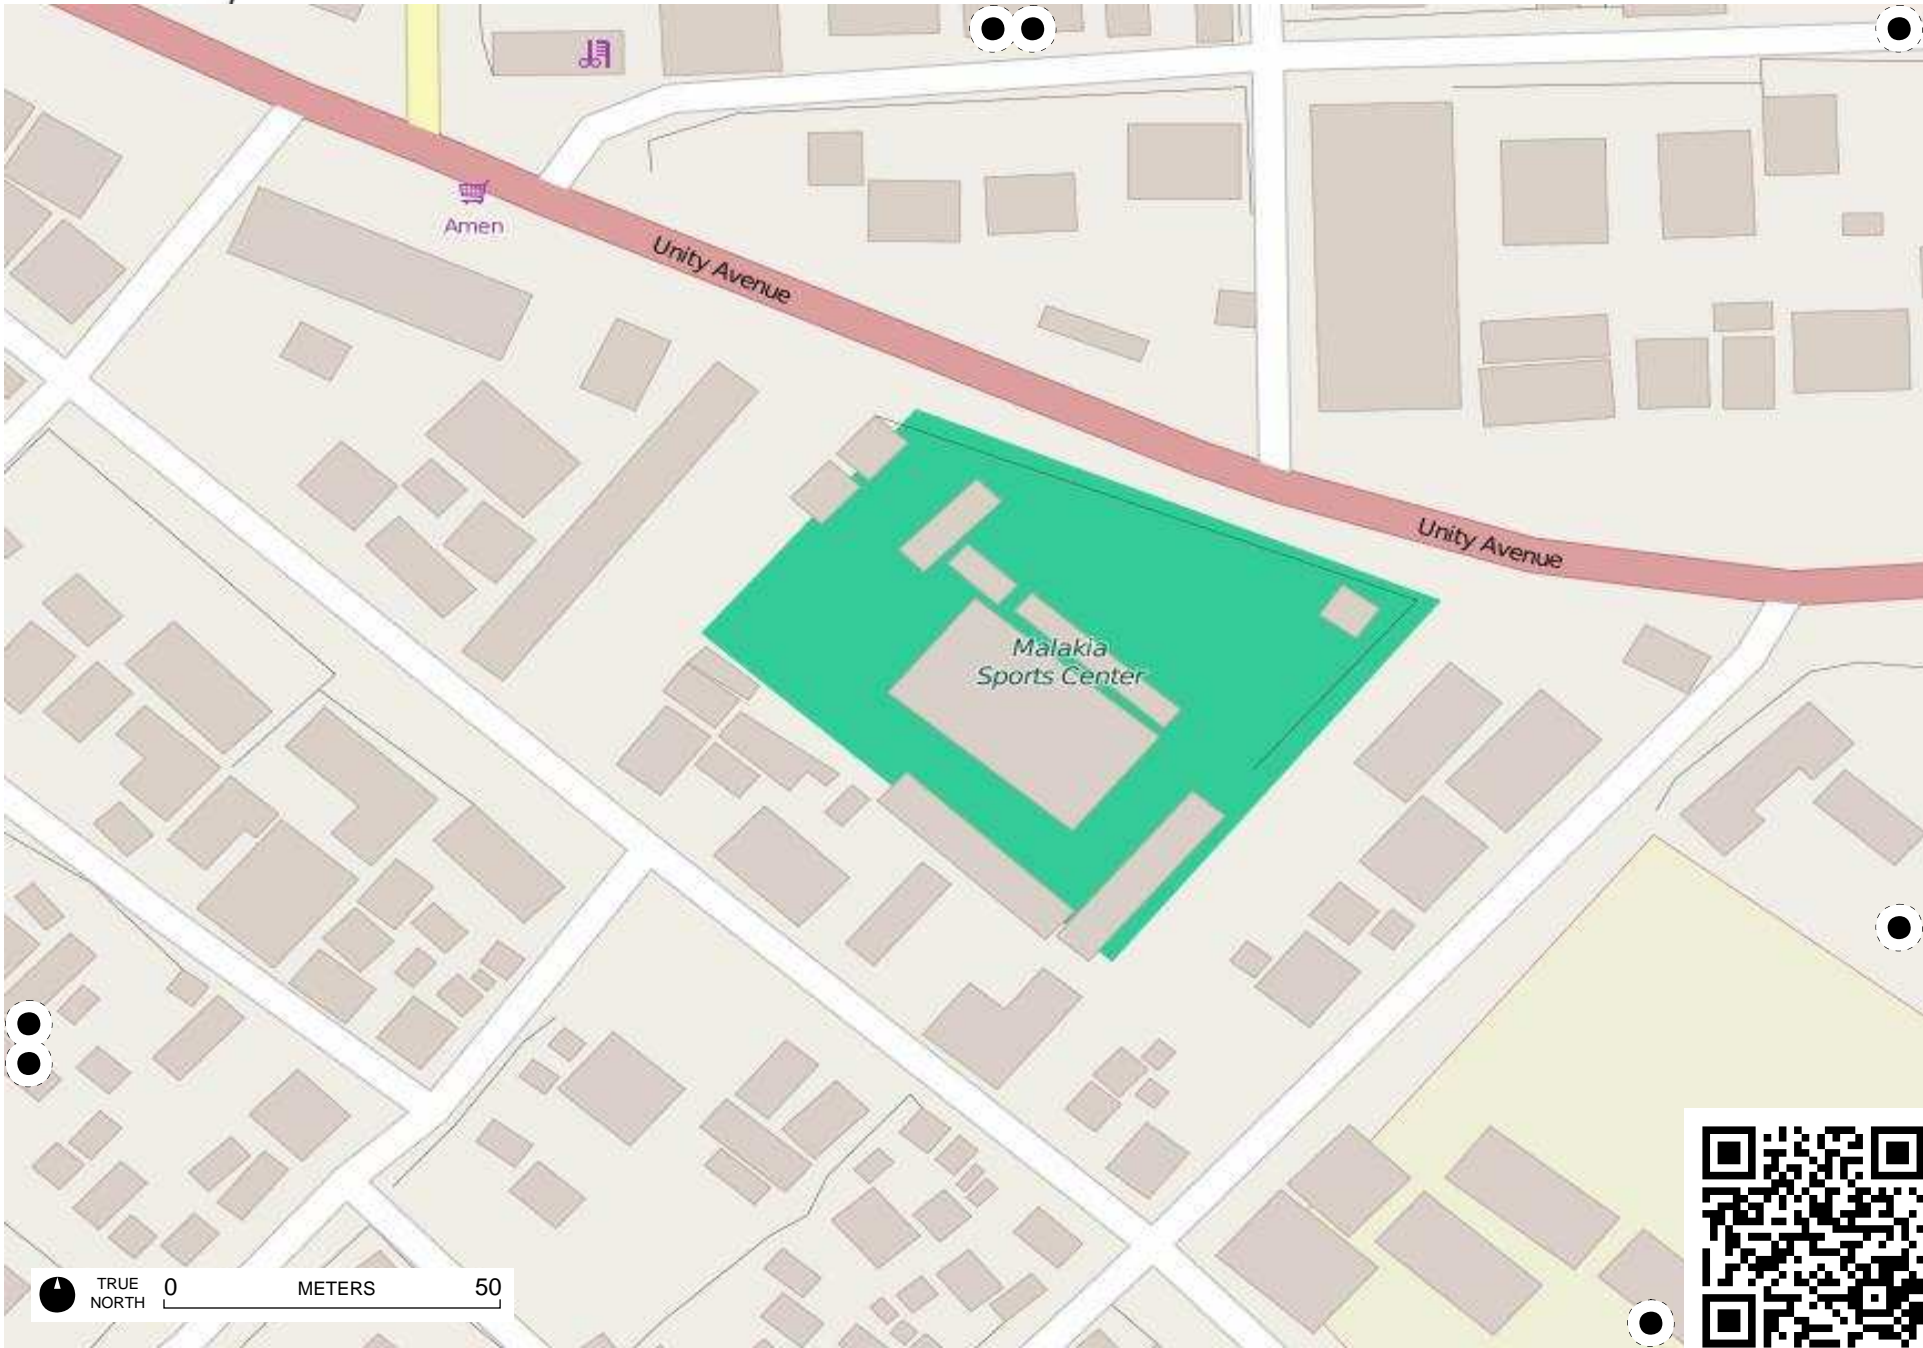 Amen
Unity Avenue
Unity Avenue
Malakia
Sports Center
TRUE
NORTH
0 METERS 50